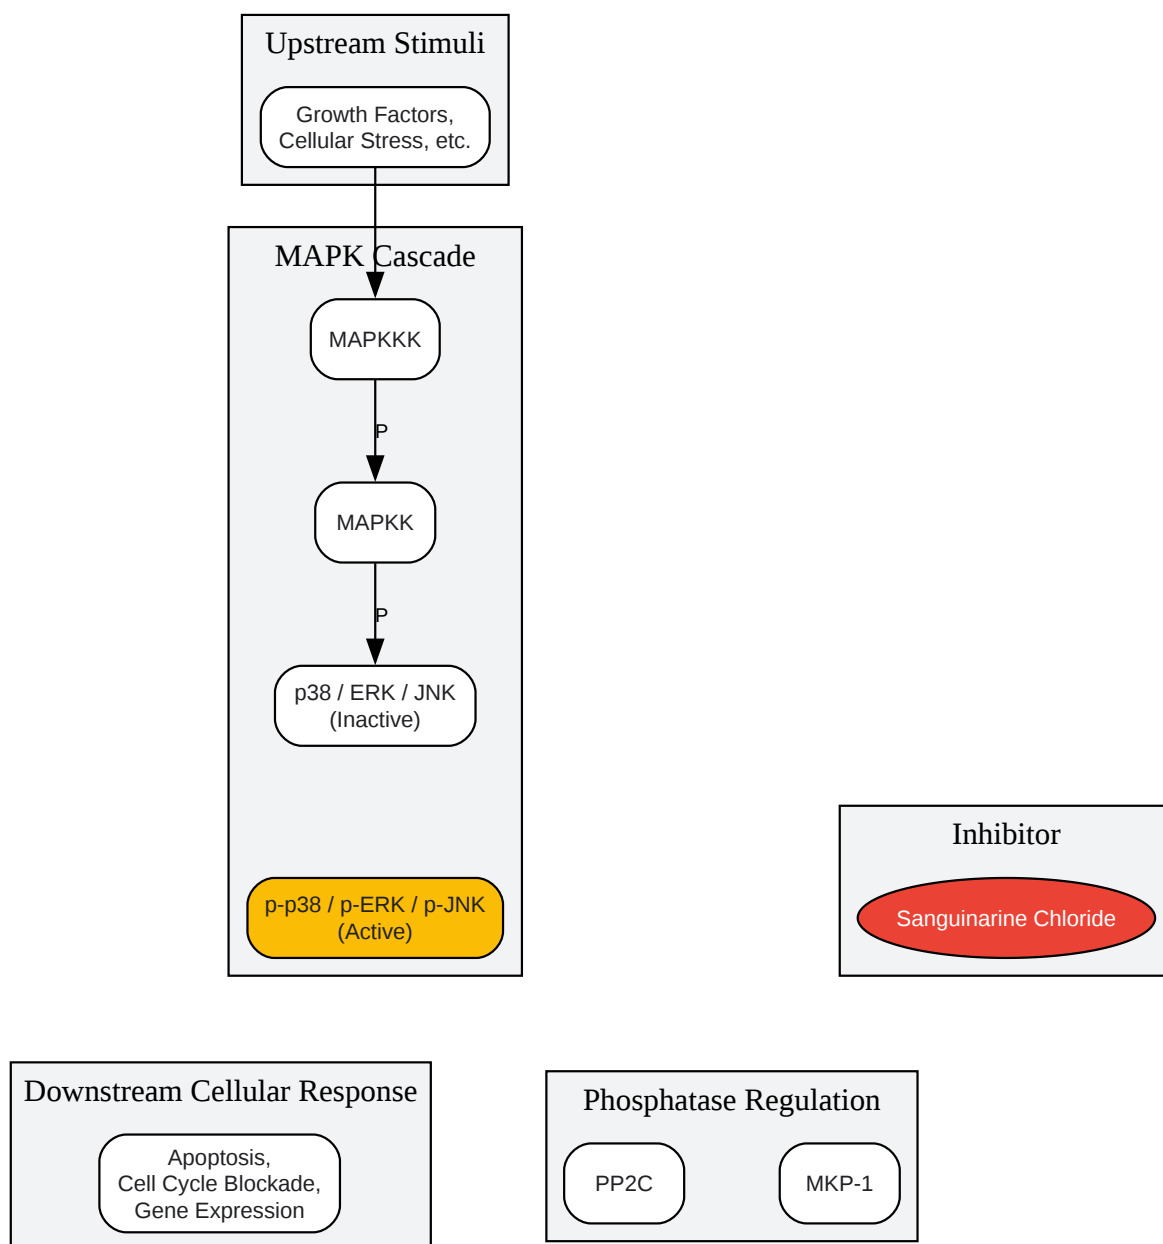 Upstream Stimuli
Growth Factors,
Cellular Stress, etc.
MAPK Cascade
MAPKKK
P
MAPKK
P
p38 / ERK / JNK
(Inactive)
p-p38 / p-ERK / p-JNK
(Active)
Inhibitor
Sanguinarine Chloride
Downstream Cellular Response
Apoptosis,
Cell Cycle Blockade,
Gene Expression
Phosphatase Regulation
PP2C
MKP-1